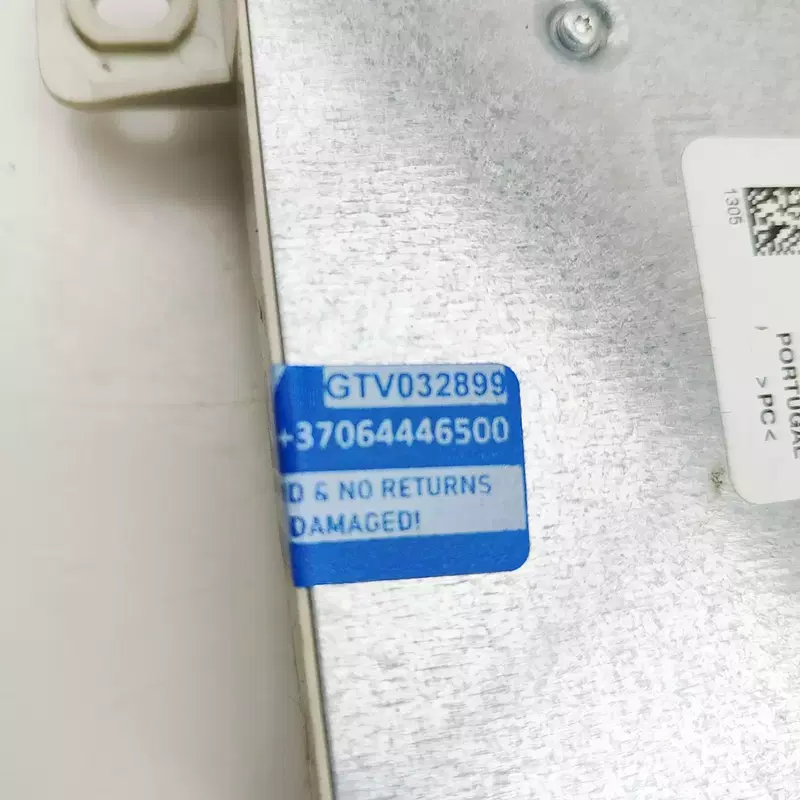 GTV032899
+37064446500
& NO RETURNS
DAMAGED!
1305
PORTUGAL
>PC<